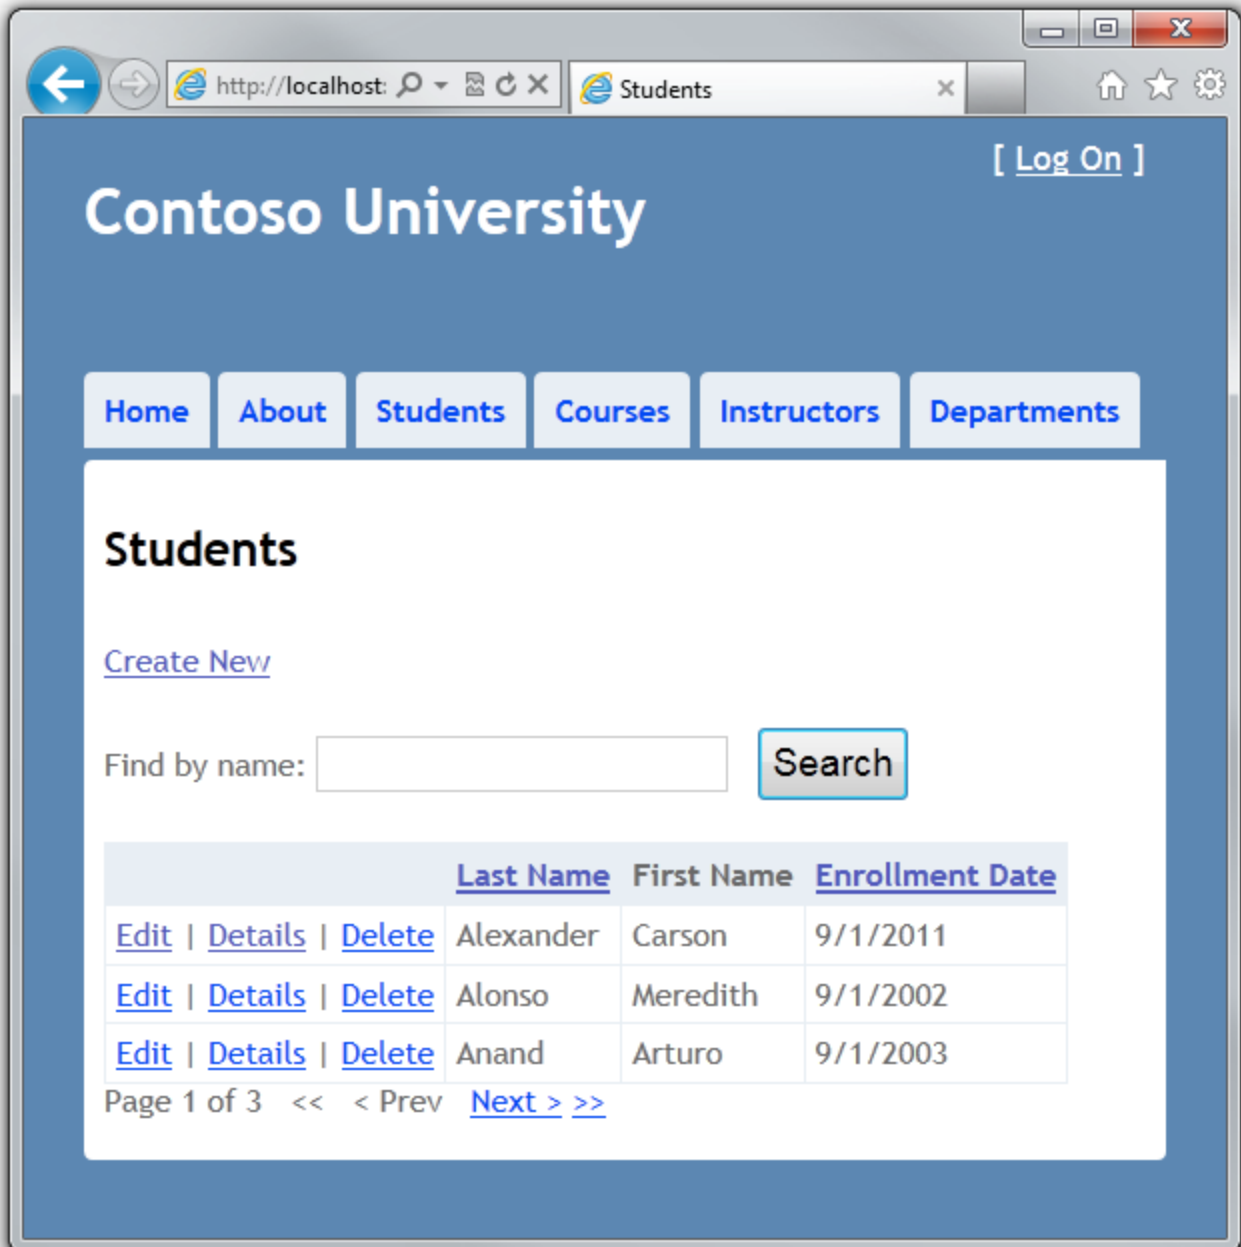 http://localhost: Students
[ Log On ]
Contoso University
Home About Students Courses Instructors Departments
Students
Create New
Find by name: Search
Last Name First Name Enrollment Date
Edit | Details | Delete Alexander Carson 9/1/2011
Edit | Details | Delete Alonso Meredith 9/1/2002
Edit | Details | Delete Anand Arturo 9/1/2003
Page 1 of 3 << < Prev Next > >>